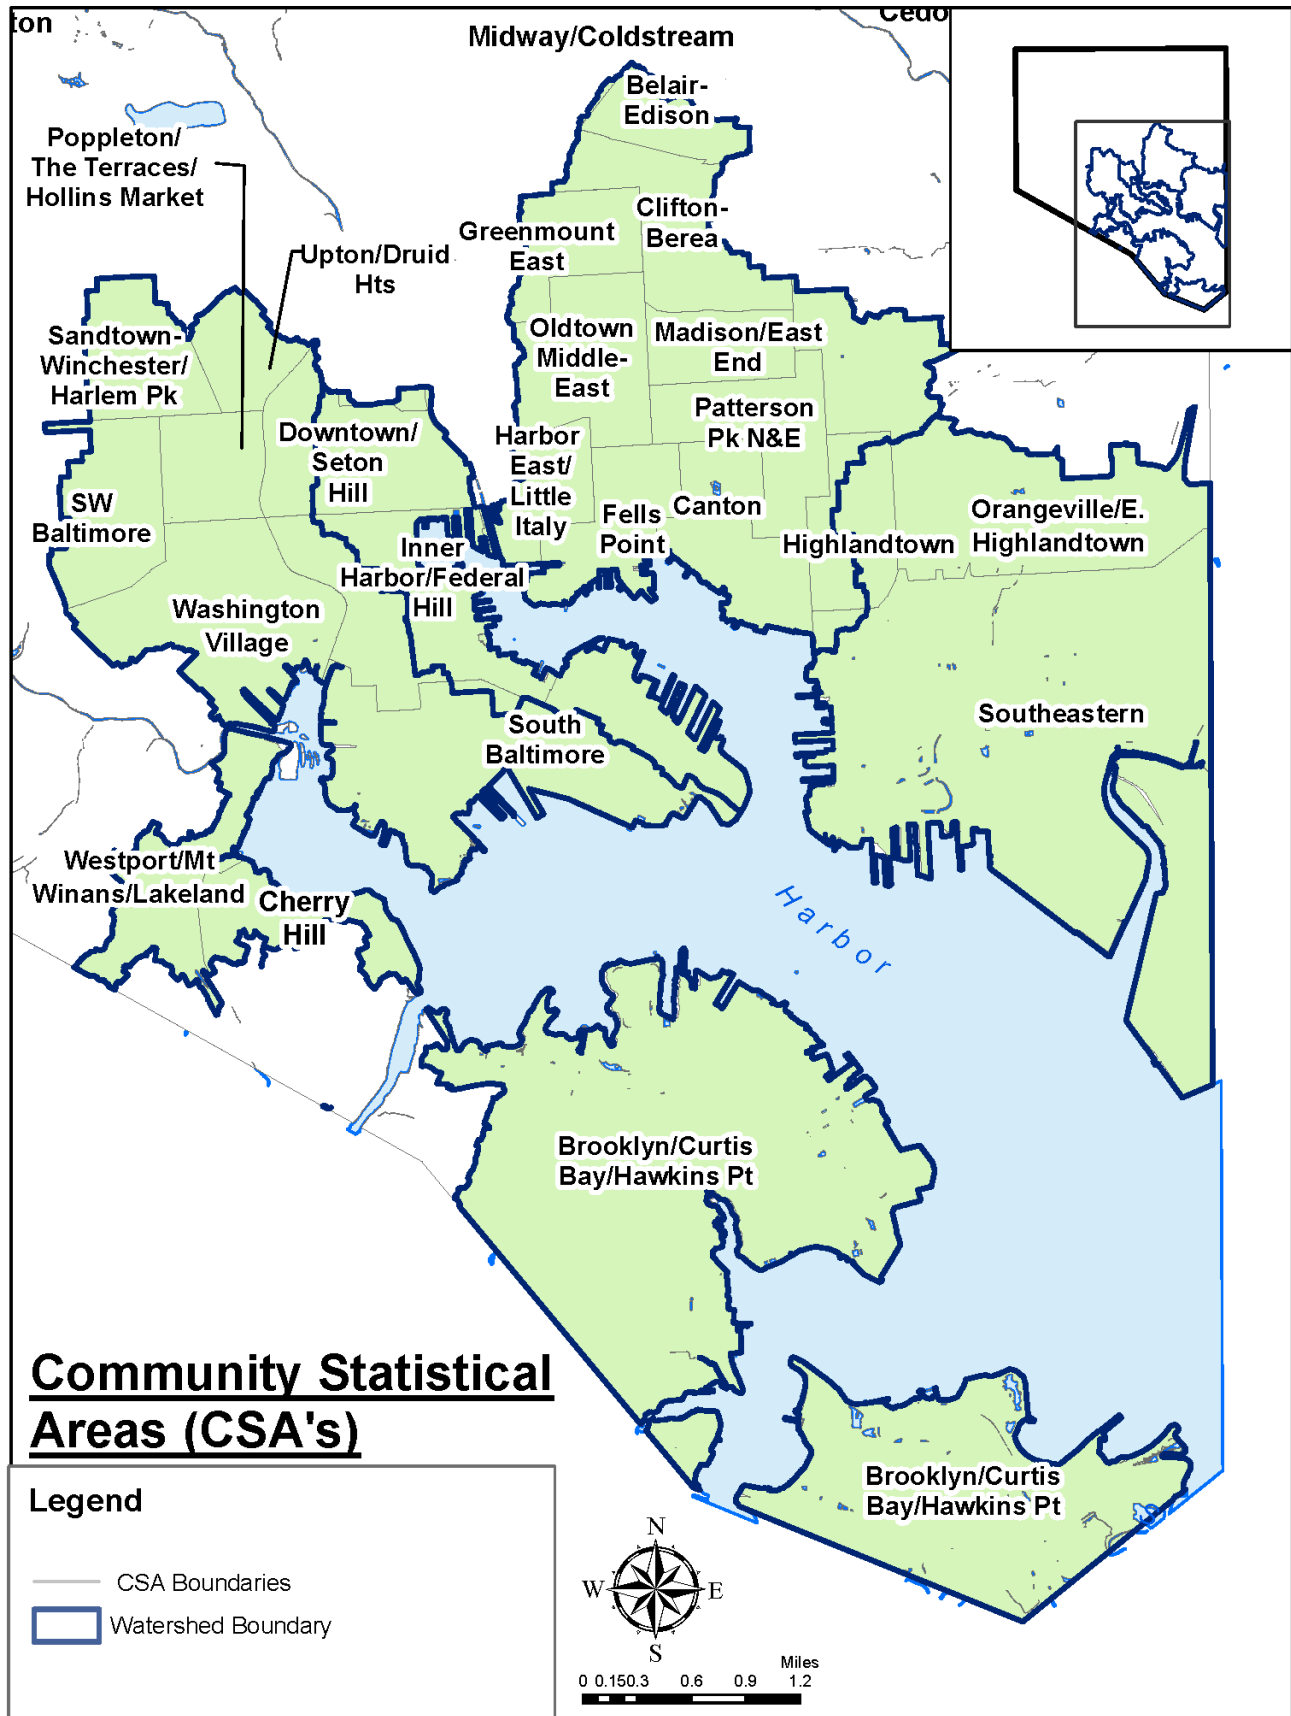 ton
Cedo
Midway/Coldstream
Belair-
Edison
Poppleton/
The Terraces/
Hollins Market
Clifton-
Berea
Greenmount
East
Upton/Druid
Hts
Sandtown-
Winchester/
Harlem Pk
Oldtown
Middle-
East
Madison/East
End
Patterson
Pk N&E
Downtown/
Seton
Hill
Harbor
East/
Little
Italy
SW
Baltimore
Canton
Fells
Point
Orangeville/E.
Highlandtown
Highlandtown
Inner
Harbor/Federal
Hill
Washington
Village
South
Baltimore
Southeastern
Westport/Mt
Winans/Lakeland
Cherry
Hill
Harbor
Brooklyn/Curtis
Bay/Hawkins Pt
Brooklyn/Curtis
Bay/Hawkins Pt
Community Statistical
Areas (CSA's)
Legend
CSA Boundaries
Watershed Boundary
N
W E
S
Miles
0 0.150.3 0.6 0.9 1.2